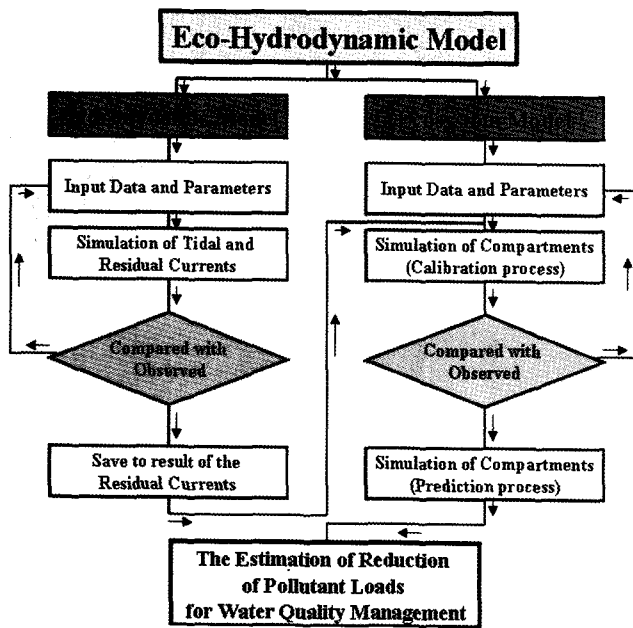 Eco-Hydrodynamic Model
Model
Input Data and Parameters
Input Data and Parameters
Simulation of Tidal and
Residual Currents
Simulation of Compartments
(Calibration process)
Compared with
Observed
Compared with
Observed
Save to result of the
Residual Currents
Simulation of Compartments
(Prediction process)
The Estimation of Reduction
of Pollutant Loads
for Water Quality Management